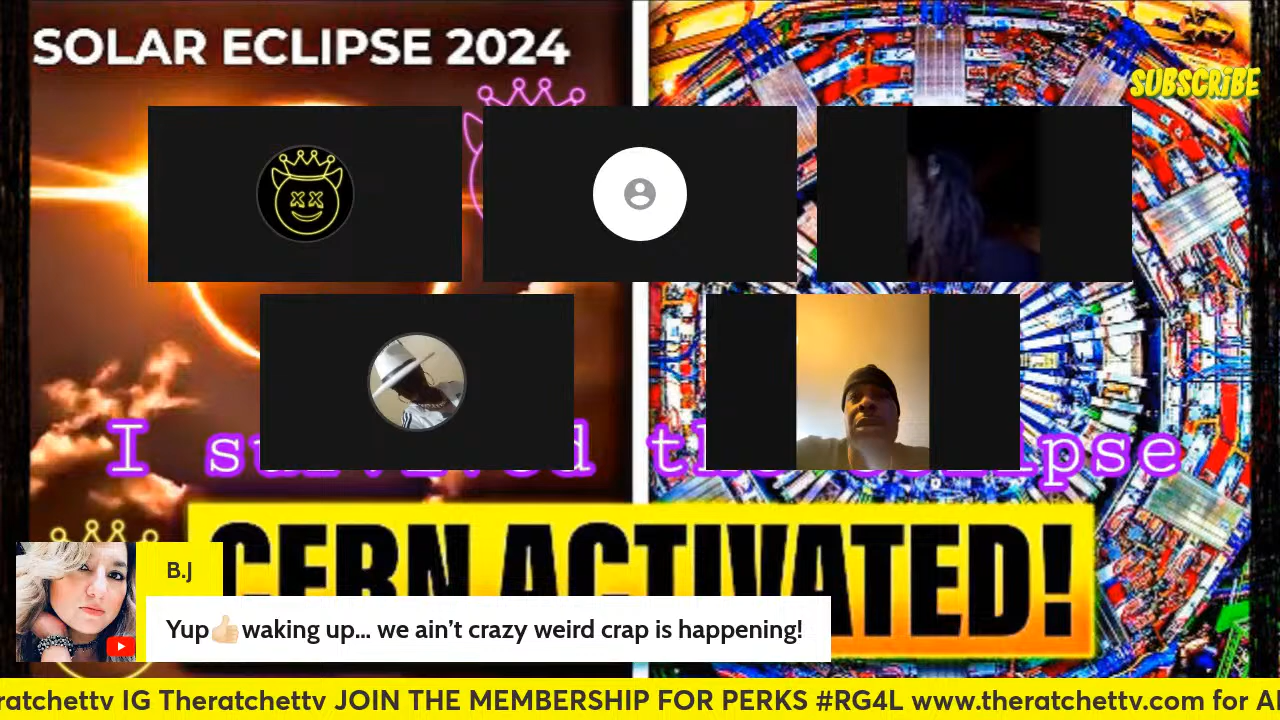 SOLAR ECLIPSE 2024
SUBSCRIBE
I survived the eclipse
CERN ACTIVATED!
B.J
Yup👍🏼waking up... we ain't crazy weird crap is happening!
ratchettv IG Theratchettv JOIN THE MEMBERSHIP FOR PERKS #RG4L www.theratchettv.com for Al